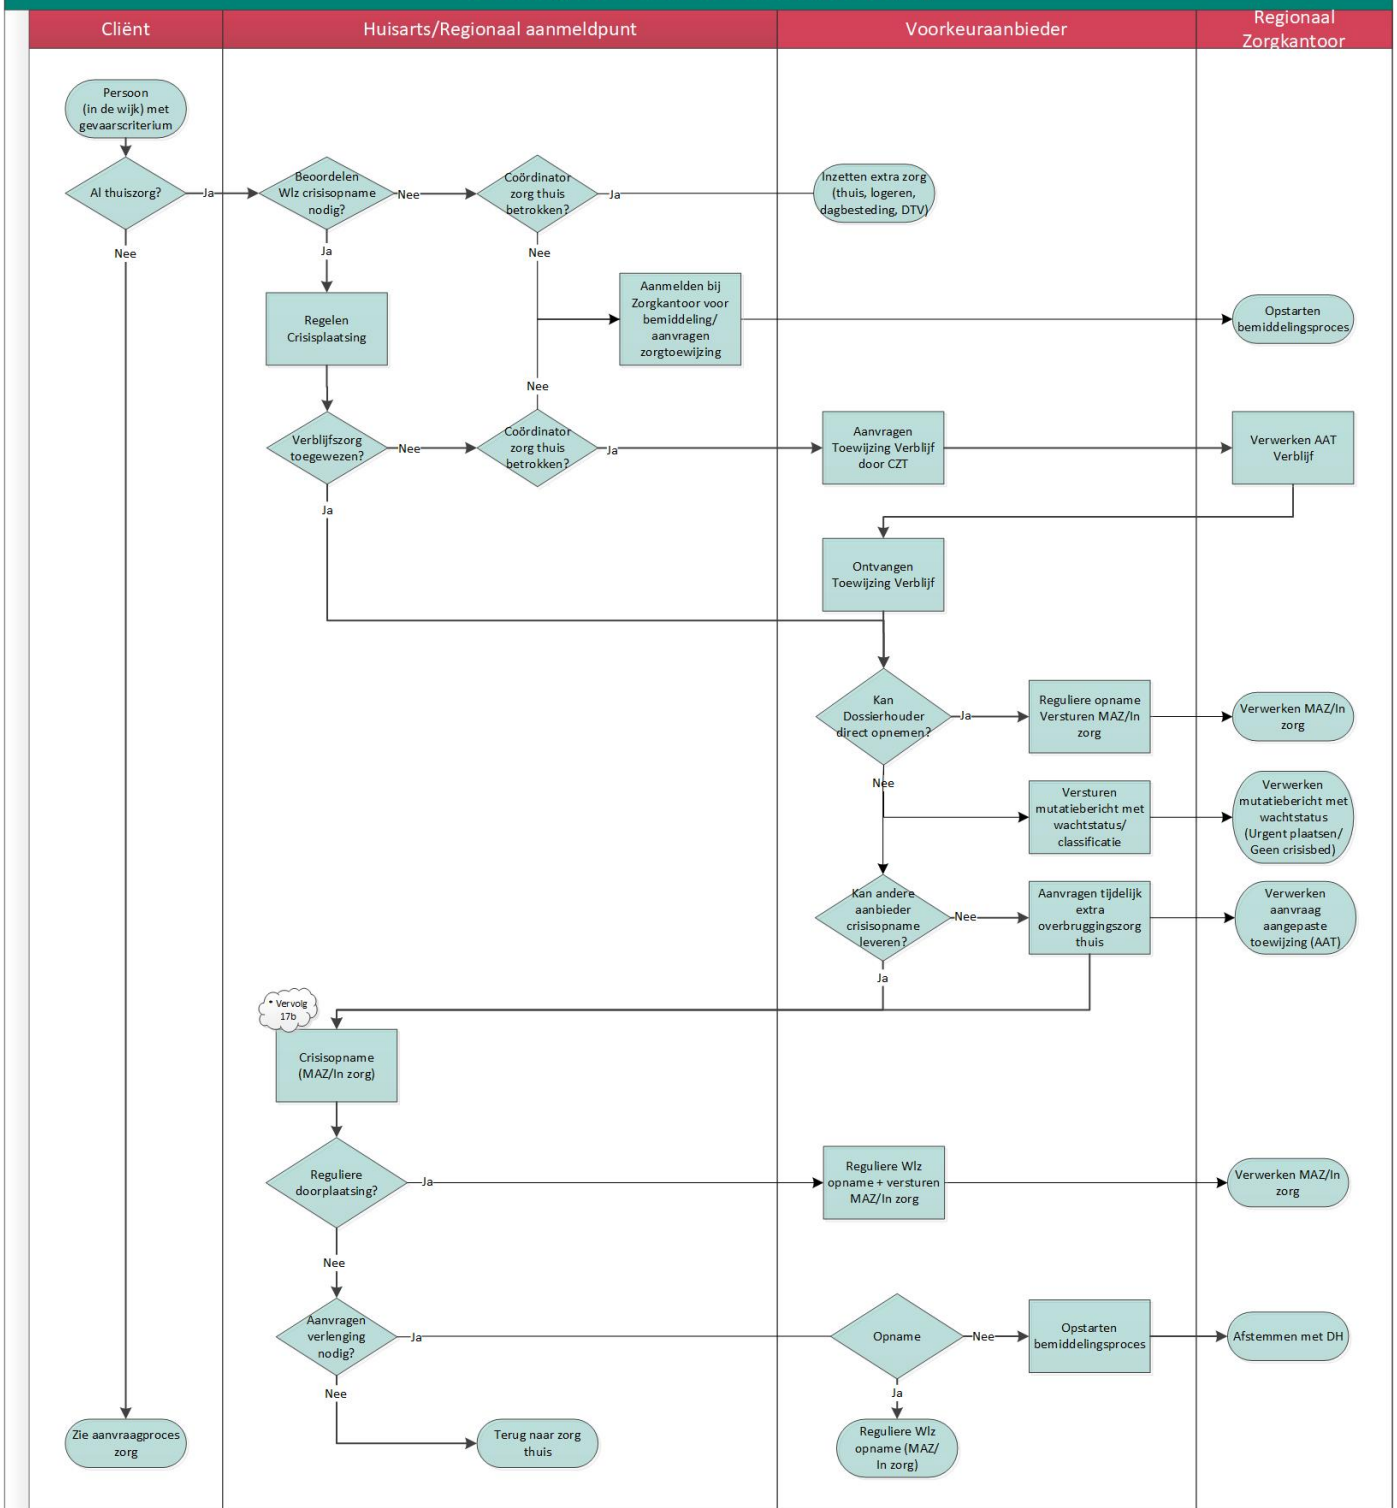 Cliënt
Huisarts/Regionaal aanmeldpunt
Voorkeuraanbieder
Regionaal
Zorgkantoor
Persoon
(in de wijk) met
gevaarscriterium
Al thuiszorg?
Ja
Beoordelen
Wlz crisisopname
nodig?
Nee
Coördinator
zorg thuis
betrokken?
Ja
Inzetten extra zorg
(thuis, logeren,
dagbesteding, DTV)
Nee
Ja
Nee
Regelen
Crisisplaatsing
Aanmelden bij
Zorgkantoor voor
bemiddeling/
aanvragen
zorgtoewijzing
Opstarten
bemiddelingsproces
Nee
Verblijfszorg
toegewezen?
Nee
Coördinator
zorg thuis
betrokken?
Ja
Aanvragen
Toewijzing Verblijf
door CZT
Verwerken AAT
Verblijf
Ja
Ontvangen
Toewijzing Verblijf
Kan
Dossierhouder
direct opnemen?
Ja
Reguliere opname
Versturen MAZ/In
zorg
Verwerken MAZ/In
zorg
Nee
Versturen
mutatiebericht met
wachtstatus/
classificatie
Verwerken
mutatiebericht met
wachtstatus
(Urgent plaatsen/
Geen crisisbed)
Kan andere
aanbieder
crisisopname
leveren?
Nee
Aanvragen tijdelijk
extra
overbruggingszorg
thuis
Verwerken
aanvraag
aangepaste
toewijzing (AAT)
Ja
* Vervolg
17b
Crisisopname
(MAZ/In zorg)
Reguliere
doorplaatsing?
Ja
Reguliere Wlz
opname + versturen
MAZ/In zorg
Verwerken MAZ/In
zorg
Nee
Aanvragen
verlenging
nodig?
Ja
Opname
Nee
Opstarten
bemiddelingsproces
Afstemmen met DH
Nee
Ja
Zie aanvraagproces
zorg
Terug naar zorg
thuis
Reguliere Wlz
opname (MAZ/
In zorg)